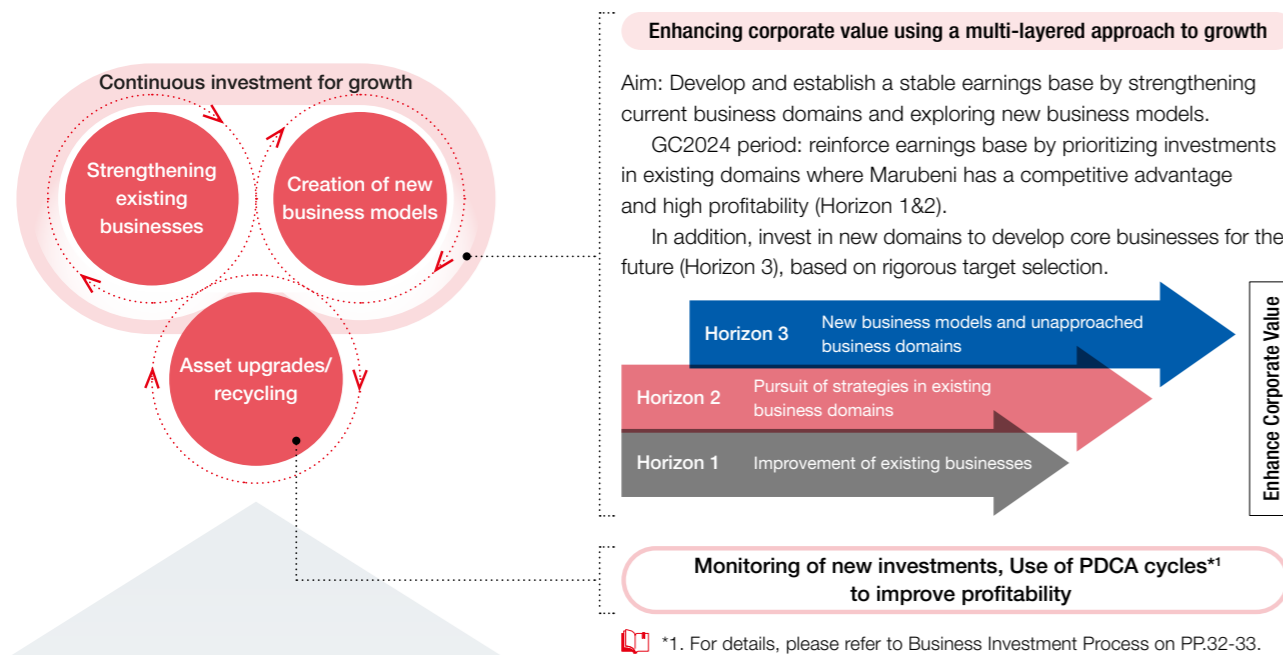 Continuous investment for growth
Strengthening
existing
businesses
Creation of new
business models
Asset upgrades/
recycling
Enhancing corporate value using a multi-layered approach to growth
Aim: Develop and establish a stable earnings base by strengthening
current business domains and exploring new business models.
GC2024 period: reinforce earnings base by prioritizing investments
in existing domains where Marubeni has a competitive advantage
and high profitability (Horizon 1&2).
In addition, invest in new domains to develop core businesses for the
future (Horizon 3), based on rigorous target selection.
Horizon 3
New business models and unapproached
business domains
Horizon 2
Pursuit of strategies in existing
business domains
Horizon 1
Improvement of existing businesses
Enhance Corporate Value
Monitoring of new investments, Use of PDCA cycles*1
to improve profitability
*1. For details, please refer to Business Investment Process on PP.32-33.